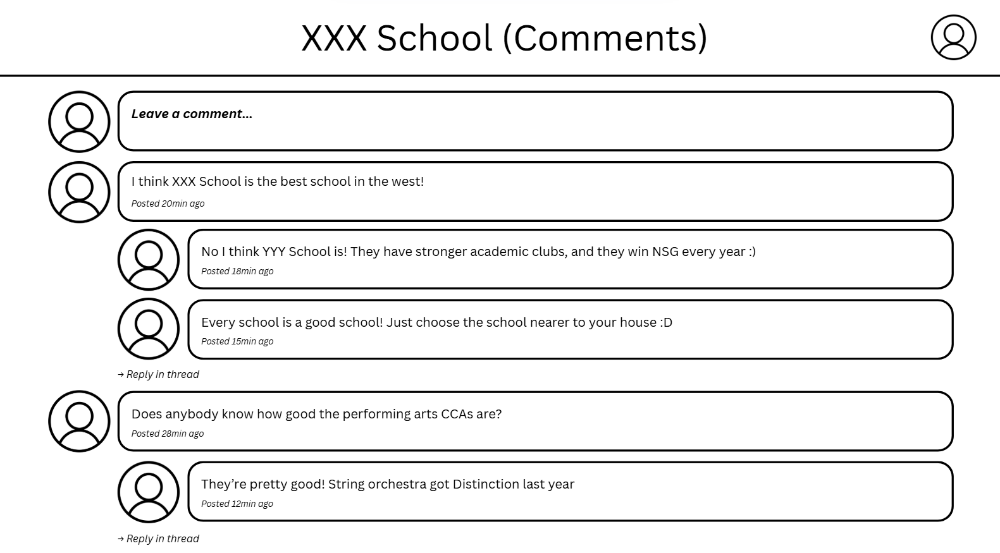 XXX School (Comments)
Leave a comment...
I think XXX School is the best school in the west!
Posted 20min ago
No I think YYY School is! They have stronger academic clubs, and they win NSG every year :)
Posted 18min ago
Every school is a good school! Just choose the school nearer to your house :D
Posted 15min ago
→ Reply in thread
Does anybody know how good the performing arts CCAs are?
Posted 28min ago
They’re pretty good! String orchestra got Distinction last year
Posted 12min ago
→ Reply in thread